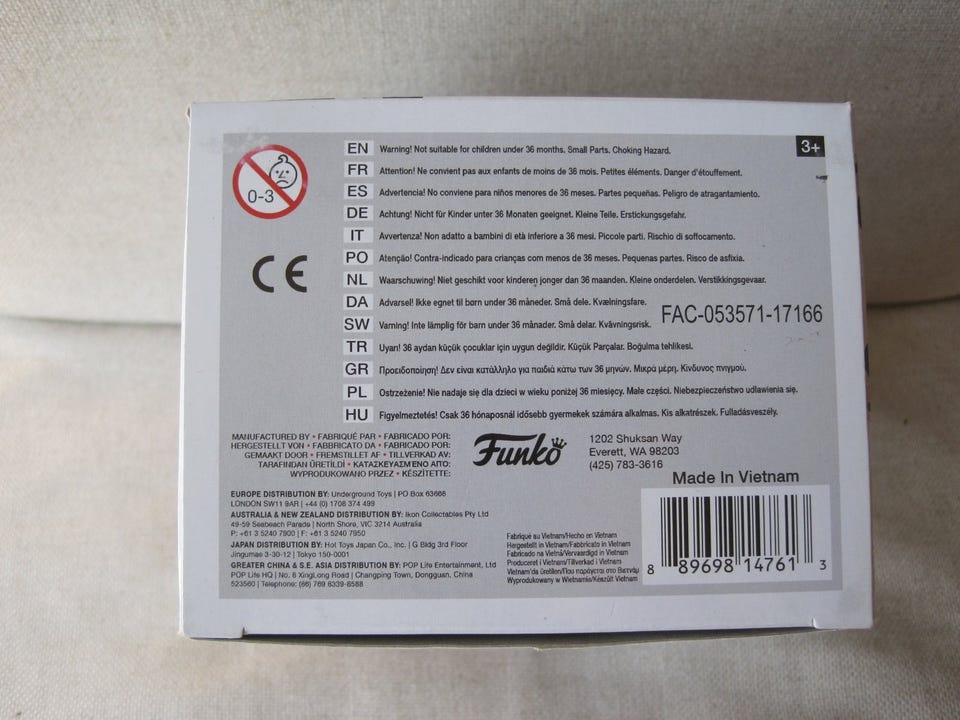 0-3
CE
3+
EN Warning! Not suitable for children under 36 months. Small Parts. Choking Hazard.
FR Attention! Ne convient pas aux enfants de moins de 36 mois. Petites éléments. Danger d'étouffement.
ES Advertencia! No conviene para niños menores de 36 meses. Partes pequeñas. Peligro de atragantamiento.
DE Achtung! Nicht für Kinder unter 36 Monaten geeignet. Kleine Teile. Erstickungsgefahr.
IT Avvertenza! Non adatto a bambini di età inferiore a 36 mesi. Piccole parti. Rischio di soffocamento.
PO Atenção! Contra-indicado para crianças com menos de 36 meses. Pequenas partes. Risco de asfixia.
NL Waarschuwing! Niet geschikt voor kinderen jonger dan 36 maanden. Kleine onderdelen. Verstikkingsgevaar.
DA Advarsel! Ikke egnet til børn under 36 måneder. Små dele. Kvælningsfare.
SW Varning! Inte lämplig för barn under 36 månader. Små delar. Kvävningsrisk.
FAC-053571-17166
TR Uyarı! 36 aydan küçük çocuklar için uygun değildir. Küçük Parçalar. Boğulma tehlikesi.
GR Προειδοποίηση! Δεν είναι κατάλληλο για παιδιά κάτω των 36 μηνών. Μικρά μέρη. Κίνδυνος πνιγμού.
PL Ostrzeżenie! Nie nadaje się dla dzieci w wieku poniżej 36 miesięcy. Małe części. Niebezpieczeństwo udławienia się.
HU Figyelmeztetés! Csak 36 hónaposnál idősebb gyermekek számára alkalmas. Kis alkatrészek. Fulladásveszély.
MANUFACTURED BY • FABRIQUÉ PAR • FABRICADO POR:
HERGESTELLT VON • FABBRICATO DA • FABRICADO POR:
GEMAAKT DOOR • FREMSTILLET AF • TILLVERKAD AV:
TARAFINDAN ÜRETİLDİ • ΚΑΤΑΣΚΕΥΑΣΜΈΝΟ ΑΠΌ:
WYPRODUKOWANO PRZEZ • KÉSZÍTETTE:
Funko
1202 Shuksan Way
Everett, WA 98203
(425) 783-3616
Made In Vietnam
EUROPE DISTRIBUTION BY: Underground Toys | PO Box 63668
LONDON SW11 9AR | +44 (0) 1708 374 499
AUSTRALIA & NEW ZEALAND DISTRIBUTION BY: Ikon Collectables Pty Ltd
49-59 Seabeach Parade | North Shore, VIC 3214 Australia
P: +61 3 5240 7900 | F: +61 3 5240 7950
JAPAN DISTRIBUTION BY: Hot Toys Japan Co., Inc. | G Bldg 3rd Floor
Jingumae 3-30-12 | Tokyo 150-0001
GREATER CHINA & S.E. ASIA DISTRIBUTION BY: POP Life Entertainment, Ltd
POP Life HQ | No. 6 XingLong Road | Changping Town, Dongguan, China
523560 | Telephone: (86) 769 6339-8588
Fabriqué au Vietnam/Hecho en Vietnam
Hergestellt in Vietnam/Fabbricato in Vietnam
Fabricado na Vietnã/Vervaardigd in Vietnam
Produceret i Vietnam/Tillverkad i Vietnam
Vietnam'da üretilen/Που παράγεται στο Βιετνάμ
Wyprodukowany w Wietnamie/Készült Vietnam
8 89698 14761 3